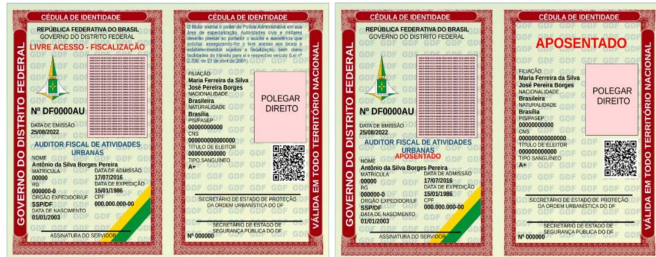 CÉDULA DE IDENTIDADE
REPÚBLICA FEDERATIVA DO BRASIL
GOVERNO DO DISTRITO FEDERAL
LIVRE ACESSO - FISCALIZAÇÃO
GOVERNO DO DISTRITO FEDERAL
Nº DF0000AU
DATA DE EMISSÃO
25/08/2022
AUDITOR FISCAL DE ATIVIDADES
URBANAS
NOME
Antônio da Silva Borges Pereira
MATRÍCULA DATA DE ADMISSÃO
00000 17/07/2016
RG DATA DE EXPEDIÇÃO
000000-0 15/01/1986
ÓRGÃO EXPEDIDOR/UF CPF
SSP/DF 000.000.000-00
DATA DE NASCIMENTO
01/01/2003
ASSINATURA DO SERVIDOR
CÉDULA DE IDENTIDADE
FILIAÇÃO
Maria Ferreira da Silva
José Pereira Borges
NACIONALIDADE
Brasileira
NATURALIDADE
Brasília
PIS/PASEP
00000000000
CNS
000000000000000
TÍTULO DE ELEITOR
000000000000
TIPO SANGUÍNEO
A+
POLEGAR
DIREITO
SECRETÁRIO DE ESTADO DE PROTEÇÃO
DA ORDEM URBANÍSTICA DO DF
SECRETÁRIO DE ESTADO DE
SEGURANÇA PÚBLICA DO DF
Nº 000000
VÁLIDA EM TODO TERRITÓRIO NACIONAL
CÉDULA DE IDENTIDADE
REPÚBLICA FEDERATIVA DO BRASIL
GOVERNO DO DISTRITO FEDERAL
GOVERNO DO DISTRITO FEDERAL
Nº DF0000AU
DATA DE EMISSÃO
25/08/2022
AUDITOR FISCAL DE ATIVIDADES
URBANAS
APOSENTADO
NOME
Antônio da Silva Borges Pereira
MATRÍCULA DATA DE ADMISSÃO
00000 17/07/2016
RG DATA DE EXPEDIÇÃO
000000-0 15/01/1986
ÓRGÃO EXPEDIDOR/UF CPF
SSP/DF 000.000.000-00
DATA DE NASCIMENTO
01/01/2003
ASSINATURA DO SERVIDOR
CÉDULA DE IDENTIDADE
APOSENTADO
FILIAÇÃO
Maria Ferreira da Silva
José Pereira Borges
NACIONALIDADE
Brasileira
NATURALIDADE
Brasília
PIS/PASEP
00000000000
CNS
000000000000000
TÍTULO DE ELEITOR
000000000000
TIPO SANGUÍNEO
A+
POLEGAR
DIREITO
SECRETÁRIO DE ESTADO DE PROTEÇÃO
DA ORDEM URBANÍSTICA DO DF
SECRETÁRIO DE ESTADO DE
SEGURANÇA PÚBLICA DO DF
Nº 000000
VÁLIDA EM TODO TERRITÓRIO NACIONAL